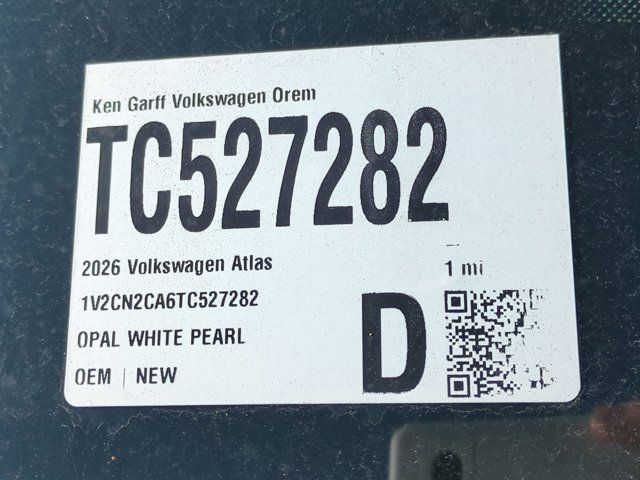 Ken Garff Volkswagen Orem
TC527282
2026 Volkswagen Atlas
1 mi
1V2CN2CA6TC527282
OPAL WHITE PEARL
D
OEM | NEW